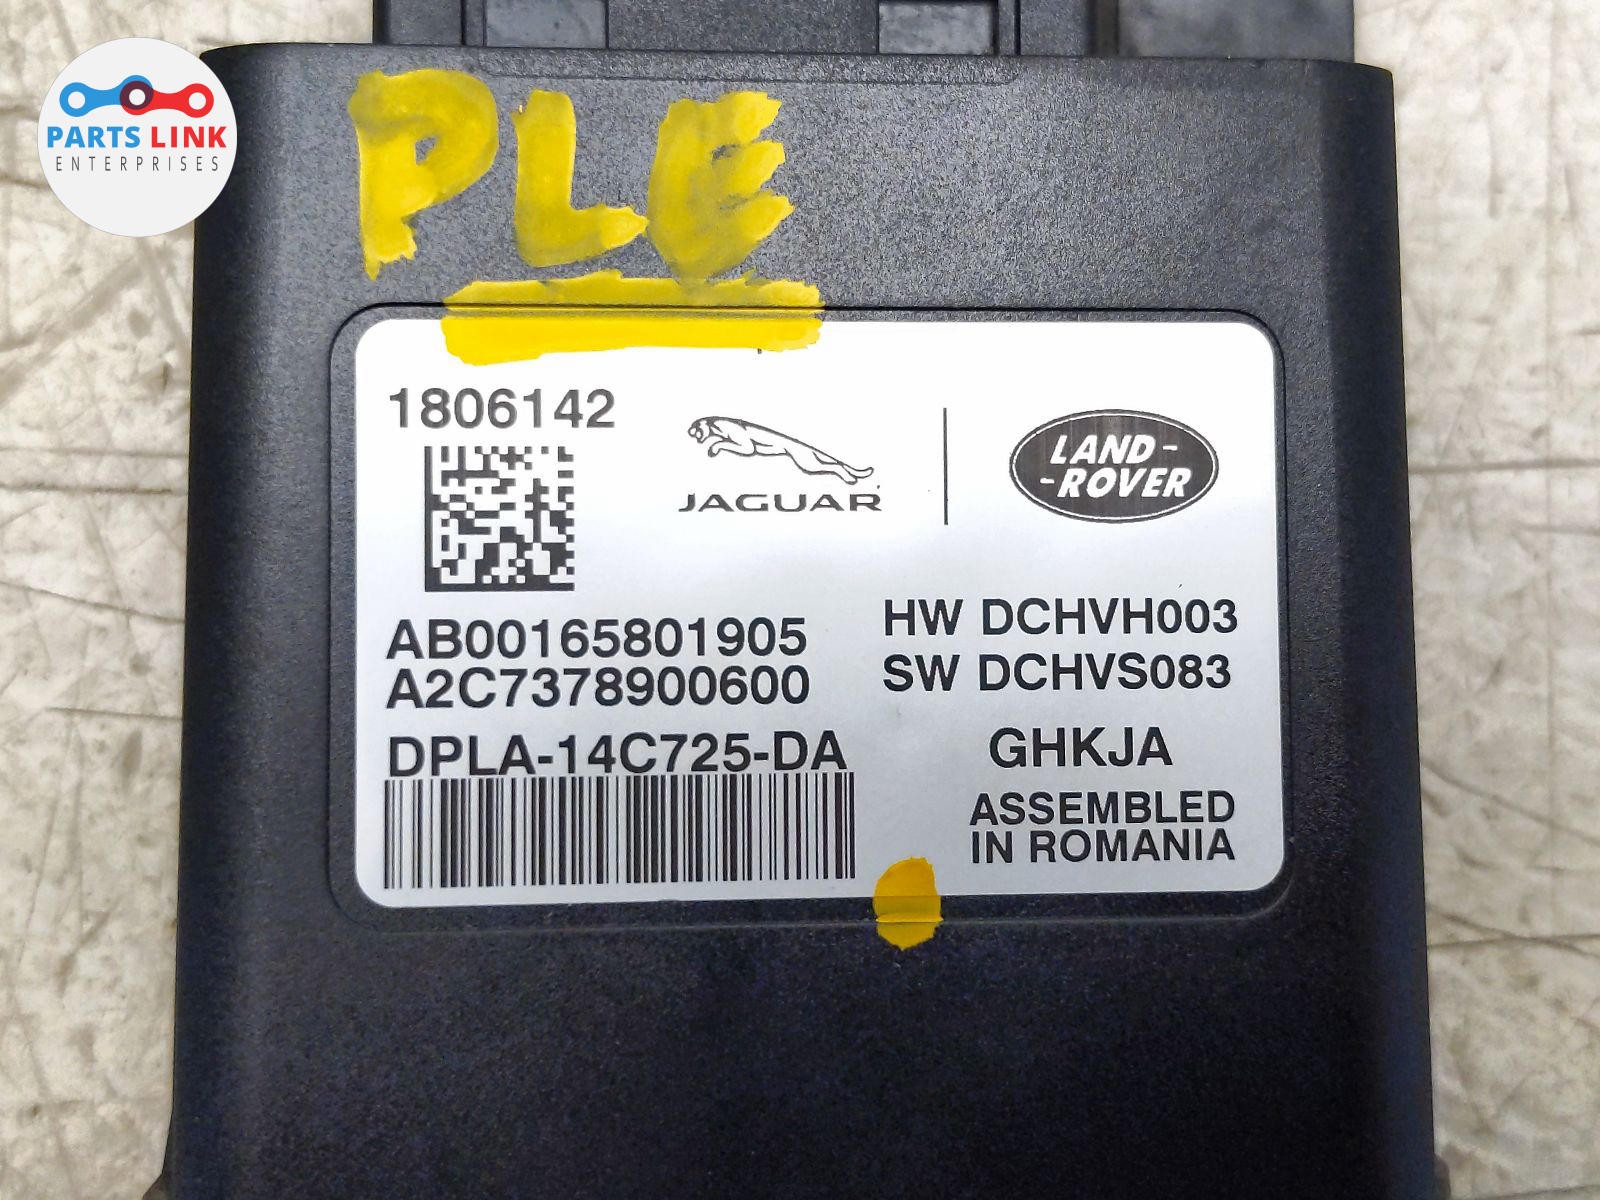 PARTS LINK
ENTERPRISES
PLE
1806142
JAGUAR
LAND-
-ROVER
AB00165801905
A2C7378900600
HW DCHVH003
SW DCHVS083
DPLA-14C725-DA
GHKJA
ASSEMBLED
IN ROMANIA